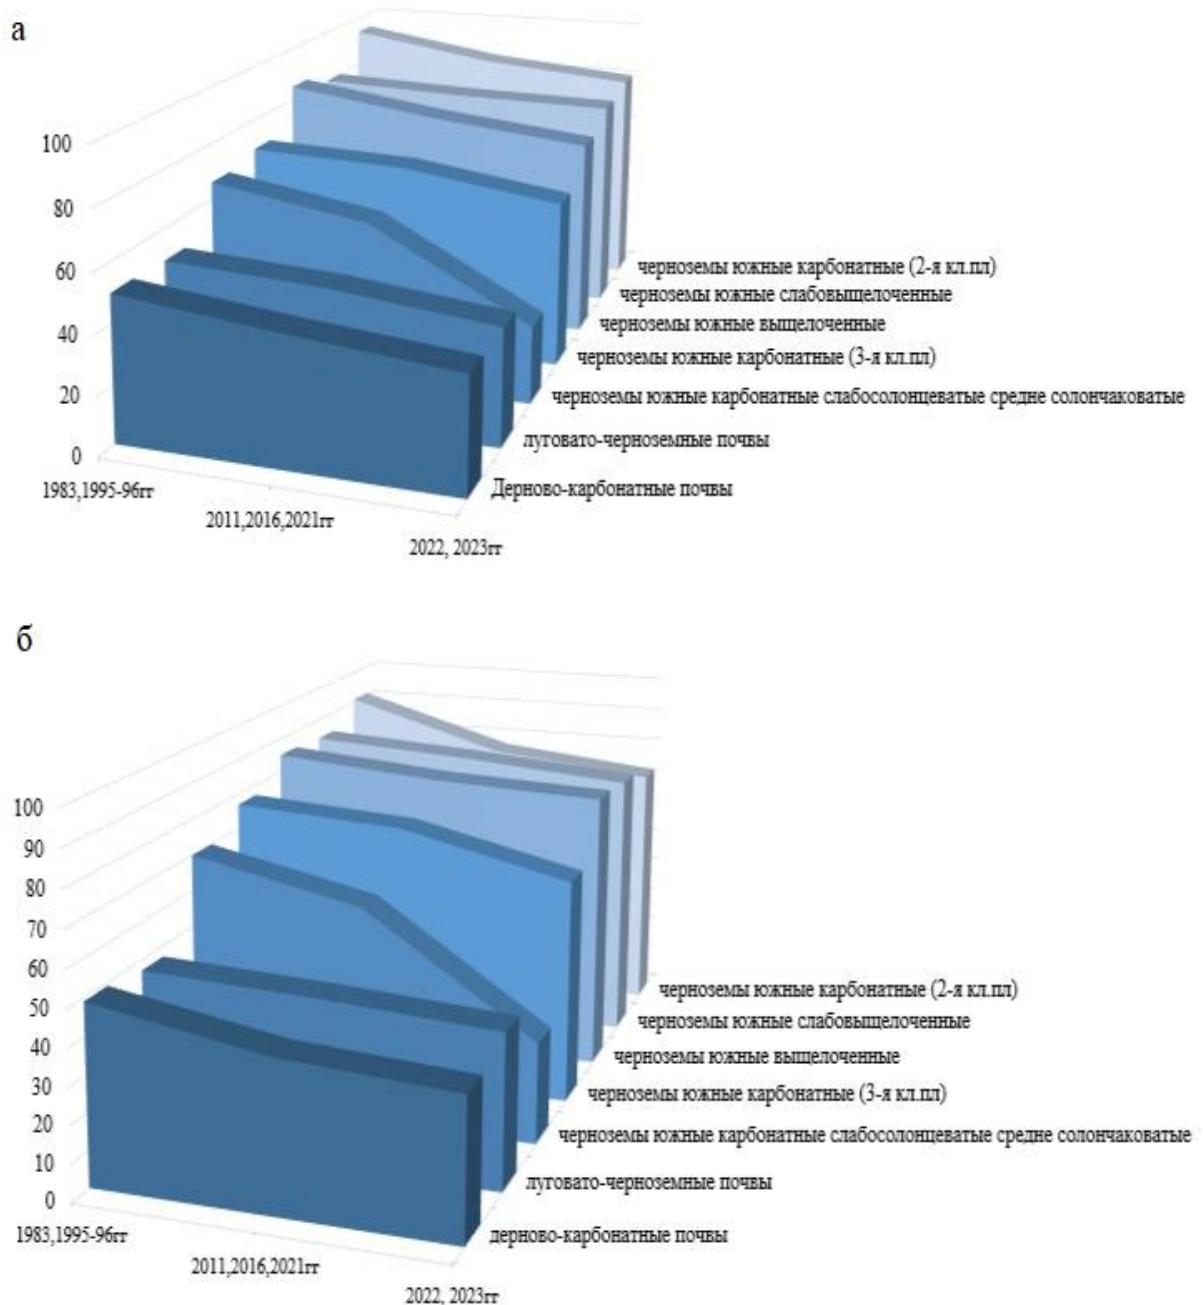 а
100
80
60
40
20
0
черноземы южные карбонатные (2-я кл.пл)
черноземы южные слабовыщелоченные
черноземы южные выщелоченные
черноземы южные карбонатные (3-я кл.пл)
черноземы южные карбонатные слабосолонцеватые средне солончаковатые
луговато-черноземные почвы
Дерново-карбонатные почвы
1983,1995-96гг
2011,2016,2021гг
2022, 2023гг
б
100
90
80
70
60
50
40
30
20
10
0
черноземы южные карбонатные (2-я кл.пл)
черноземы южные слабовыщелоченные
черноземы южные выщелоченные
черноземы южные карбонатные (3-я кл.пл)
черноземы южные карбонатные слабосолонцеватые средне солончаковатые
луговато-черноземные почвы
дерново-карбонатные почвы
1983,1995-96гг
2011,2016,2021гг
2022, 2023гг